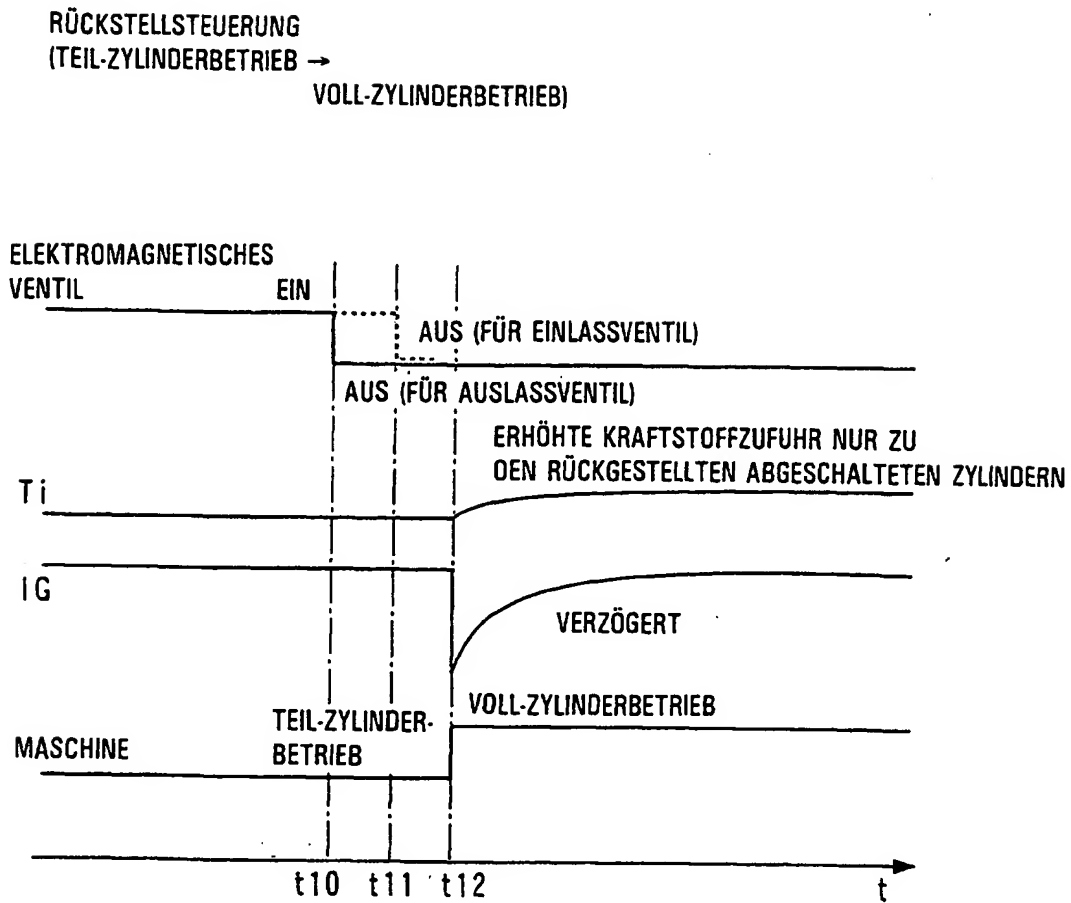 RÜCKSTELLSTEUERUNG
(TEIL-ZYLINDERBETRIEB →
VOLL-ZYLINDERBETRIEB)
ELEKTROMAGNETISCHES
VENTIL EIN
AUS (FÜR EINLASSVENTIL)
AUS (FÜR AUSLASSVENTIL)
ERHÖHTE KRAFTSTOFFZUFUHR NUR ZU
DEN RÜCKGESTELLTEN ABGESCHALTETEN ZYLINDERN
Ti
IG
VERZÖGERT
VOLL-ZYLINDERBETRIEB
TEIL-ZYLINDER-
BETRIEB
MASCHINE
t10 t11 t12 t